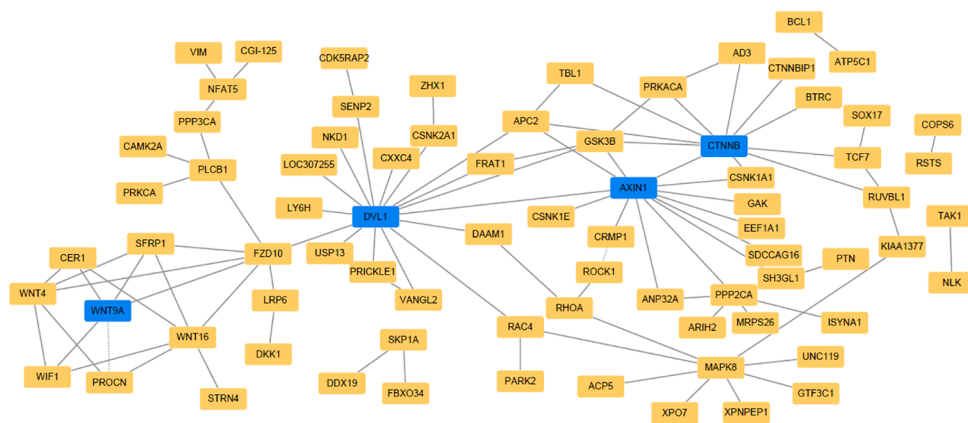 BCL1
VIM
CGI-125
AD3
CDK5RAP2
ATP5C1
CTNNBIP1
TBL1
ZHX1
PRKACA
NFAT5
BTRC
SENP2
SOX17
PPP3CA
APC2
COPS6
NKD1
CSNK2A1
GSK3B
CTNNB
CAMK2A
CXXC4
TCF7
LOC307255
FRAT1
RSTS
PLCB1
CSNK1A1
PRKCA
AXIN1
RUVBL1
GAK
LY6H
DVL1
CSNK1E
TAK1
EEF1A1
DAAM1
CRMP1
SFRP1
KIAA1377
CER1
FZD10
USP13
SDCCAG16
PTN
PRICKLE1
ROCK1
SH3GL1
NLK
WNT4
LRP6
VANGL2
ANP32A
PPP2CA
WNT9A
RHOA
ISYNA1
MRPS26
RAC4
ARIH2
WNT16
SKP1A
DKK1
UNC119
MAPK8
WIF1
PROCN
DDX19
PARK2
ACP5
FBXO34
GTF3C1
STRN4
XPO7
XPNPEP1